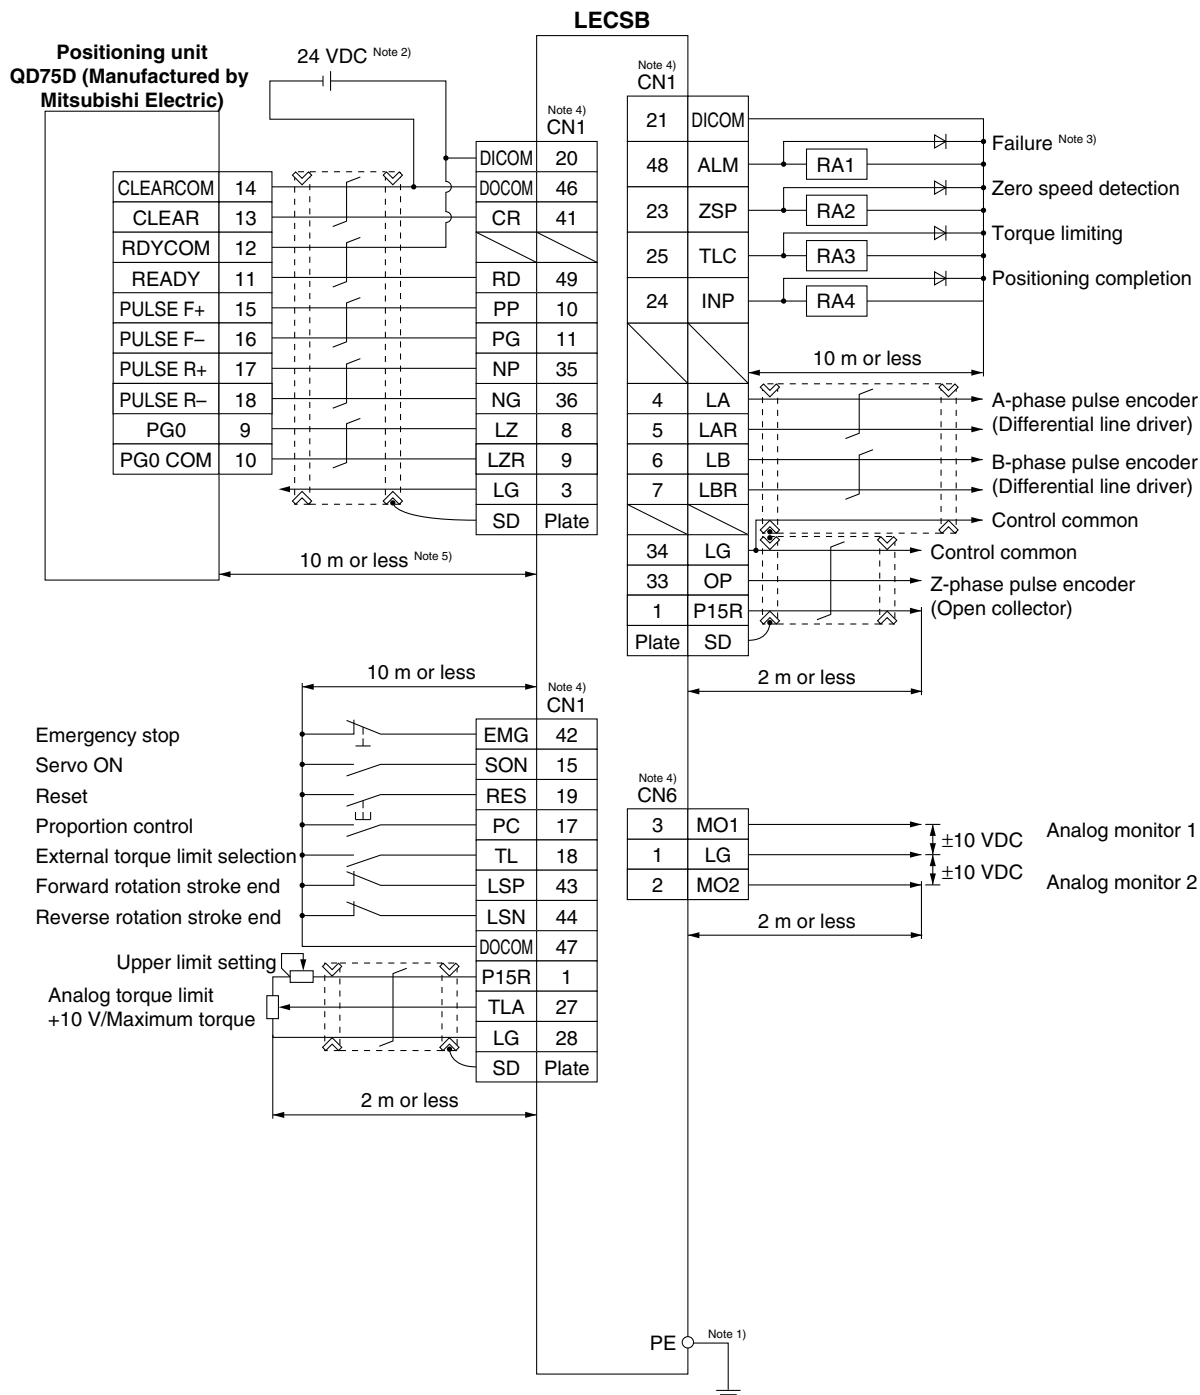 LECSB
Positioning unit
QD75D (Manufactured by
Mitsubishi Electric)
24 VDC Note 2)
Note 4)
CN1
DICOM 20
CLEARCOM 14 DOCOM 46
CLEAR 13 CR 41
RDYCOM 12
READY 11 RD 49
PULSE F+ 15 PP 10
PULSE F− 16 PG 11
PULSE R+ 17 NP 35
PULSE R− 18 NG 36
PG0 9 LZ 8
PG0 COM 10 LZR 9
LG 3
SD Plate
10 m or less Note 5)
Note 4)
CN1
21 DICOM
Failure Note 3)
48 ALM RA1
Zero speed detection
23 ZSP RA2
Torque limiting
25 TLC RA3
Positioning completion
24 INP RA4
10 m or less
4 LA A-phase pulse encoder
5 LAR (Differential line driver)
6 LB B-phase pulse encoder
7 LBR (Differential line driver)
Control common
34 LG Control common
33 OP Z-phase pulse encoder
1 P15R (Open collector)
Plate SD
2 m or less
10 m or less
Note 4)
CN1
Emergency stop EMG 42
Servo ON SON 15
Reset RES 19
Proportion control PC 17
External torque limit selection TL 18
Forward rotation stroke end LSP 43
Reverse rotation stroke end LSN 44
DOCOM 47
Upper limit setting P15R 1
Analog torque limit
+10 V/Maximum torque
TLA 27
LG 28
SD Plate
2 m or less
Note 4)
CN6
3 MO1 Analog monitor 1
±10 VDC
1 LG
±10 VDC
2 MO2 Analog monitor 2
2 m or less
PE Note 1)